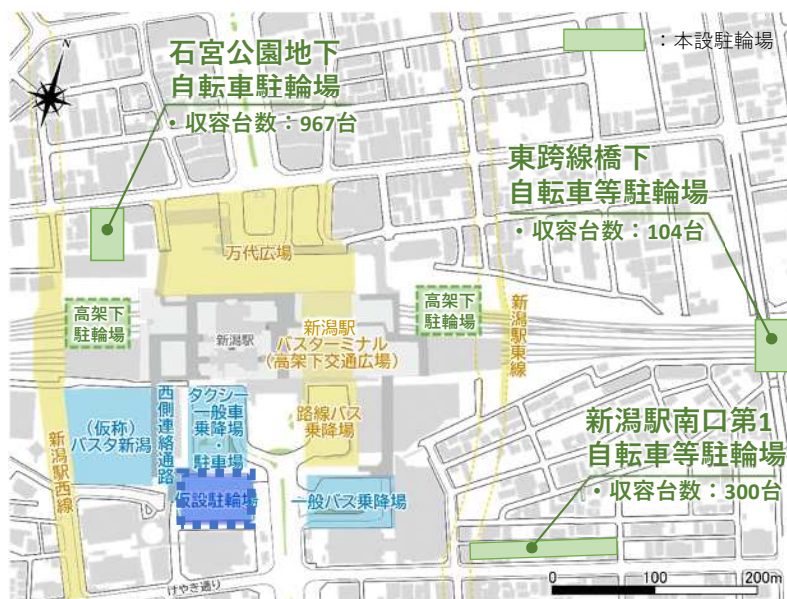 N
：本設駐輪場
石宮公園地下
自転車駐輪場
・収容台数：967台
東跨線橋下
自転車等駐輪場
・収容台数：104台
万代広場
高架下
駐輪場
新潟駅
新潟駅
バスターミナル
（高架下交通広場）
高架下
駐輪場
新潟駅東線
新潟駅西線
（仮称）
バスタ新潟
西側連絡通路
タクシー
一般車
乗降場
・
駐車場
路線バス
乗降場
仮設駐輪場
一般バス乗降場
新潟駅南口第1
自転車等駐輪場
・収容台数：300台
けやき通り
0 100 200m